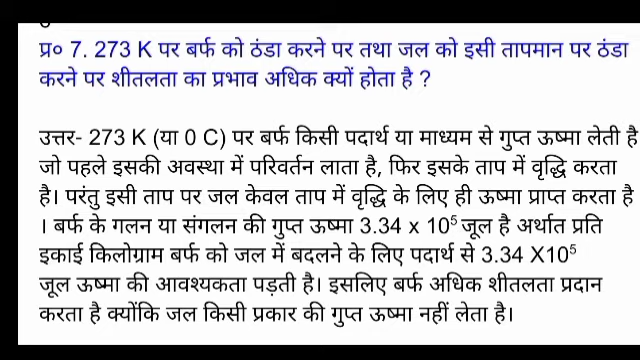 प्र० 7. 273 K पर बर्फ को ठंडा करने पर तथा जल को इसी तापमान पर ठंडा
करने पर शीतलता का प्रभाव अधिक क्यों होता है ?
उत्तर- 273 K (या 0 C) पर बर्फ किसी पदार्थ या माध्यम से गुप्त ऊष्मा लेती है
जो पहले इसकी अवस्था में परिवर्तन लाता है, फिर इसके ताप में वृद्धि करता
है। परंतु इसी ताप पर जल केवल ताप में वृद्धि के लिए ही ऊष्मा प्राप्त करता है
। बर्फ के गलन या संगलन की गुप्त ऊष्मा 3.34 x 10⁵ जूल है अर्थात प्रति
इकाई किलोग्राम बर्फ को जल में बदलने के लिए पदार्थ से 3.34 X10⁵
जूल ऊष्मा की आवश्यकता पड़ती है। इसलिए बर्फ अधिक शीतलता प्रदान
करता है क्योंकि जल किसी प्रकार की गुप्त ऊष्मा नहीं लेता है।